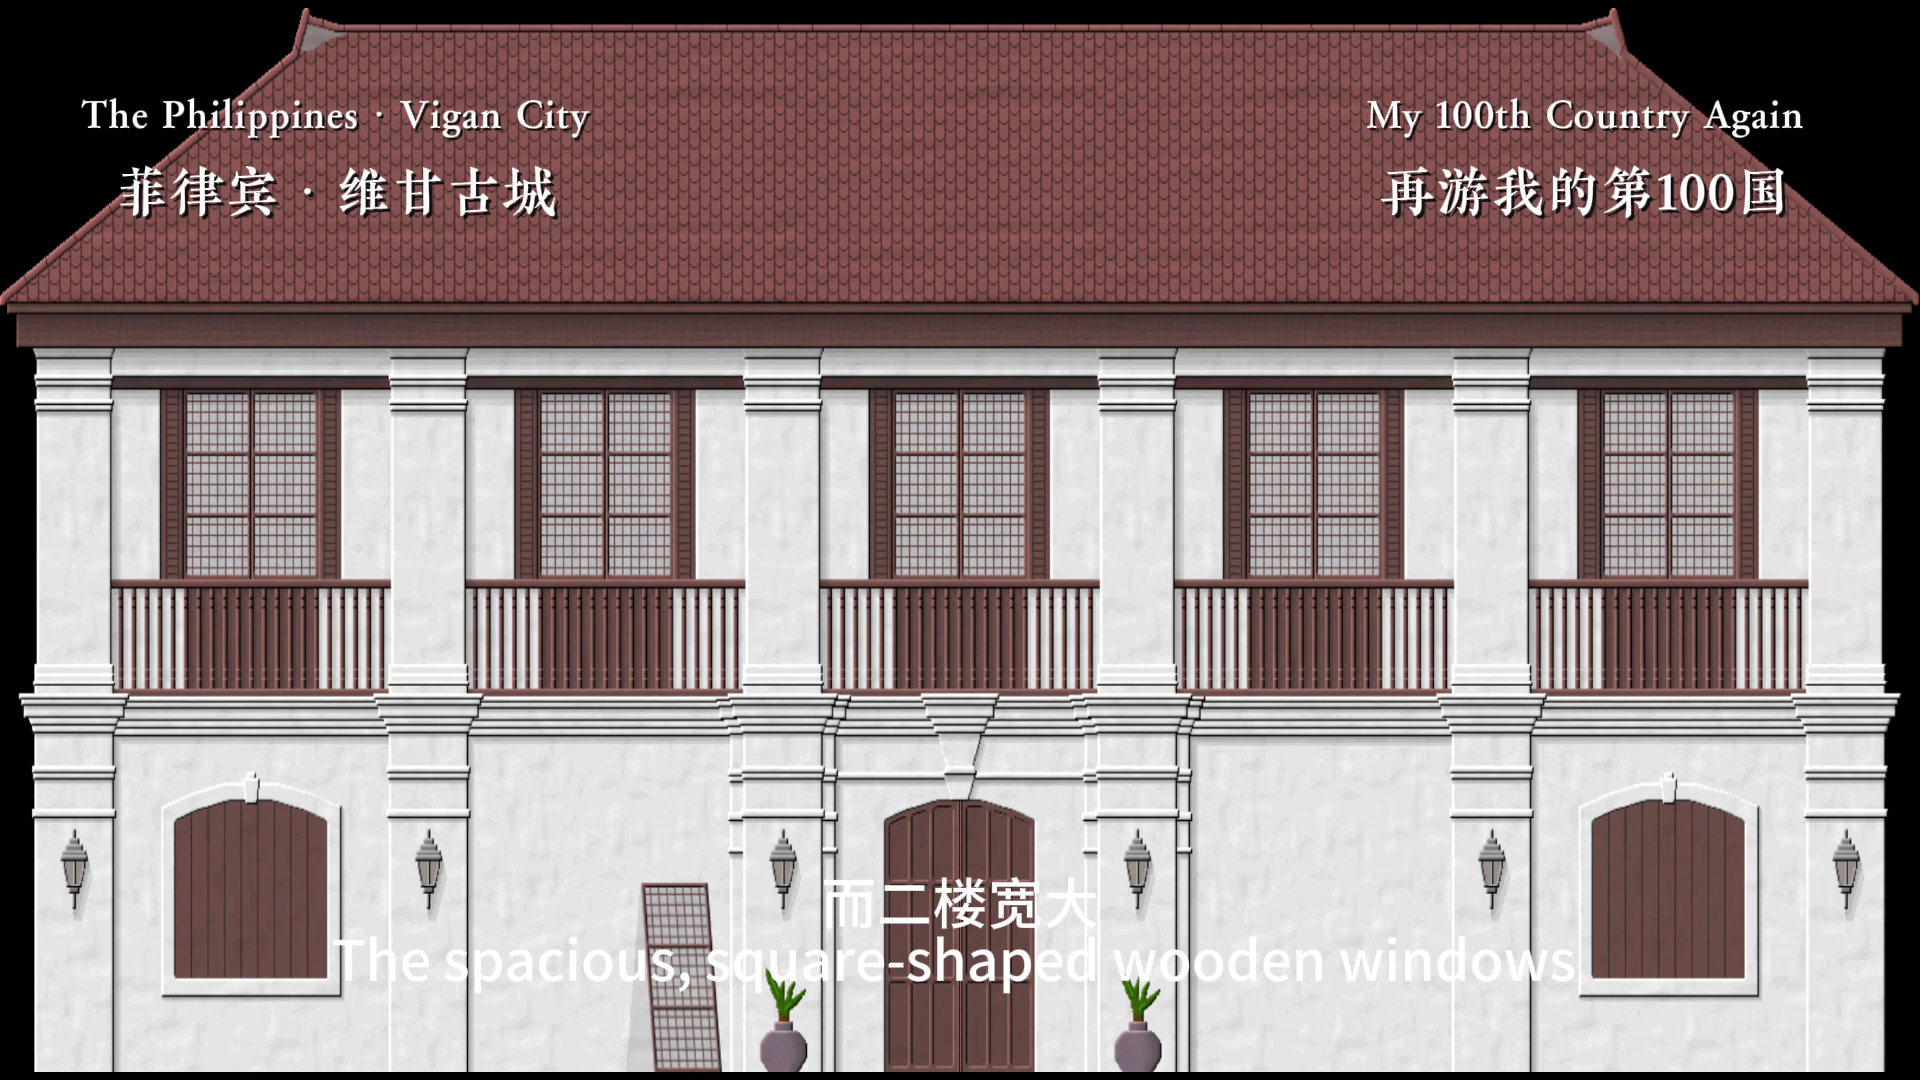 The Philippines · Vigan City
菲律宾 · 维甘古城
My 100th Country Again
再游我的第100国
而二楼宽大
The spacious, square-shaped wooden windows